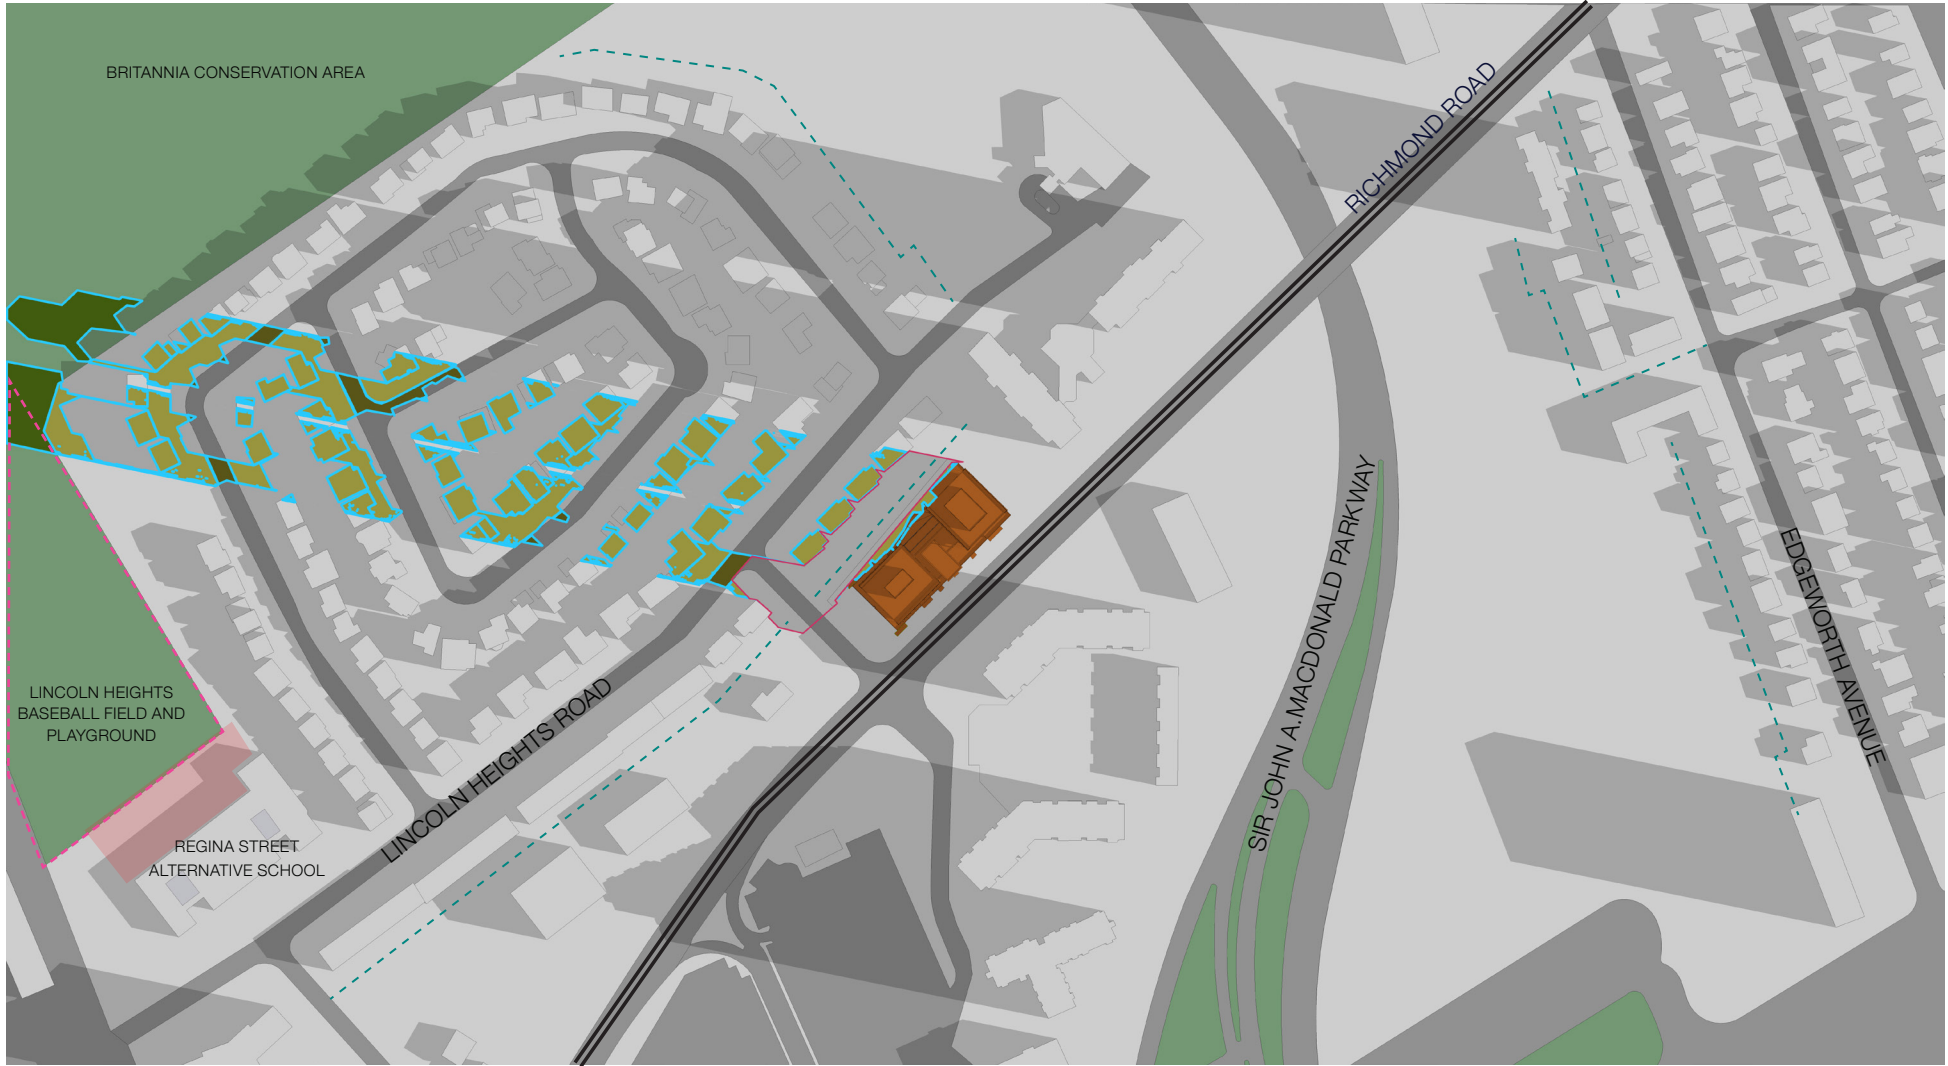 BRITANNIA CONSERVATION AREA
RICHMOND ROAD
SIR JOHN A.MACDONALD PARKWAY
EDGEWORTH AVENUE
LINCOLN HEIGHTS
BASEBALL FIELD AND
PLAYGROUND
LINCOLN HEIGHTS ROAD
REGINA STREET
ALTERNATIVE SCHOOL